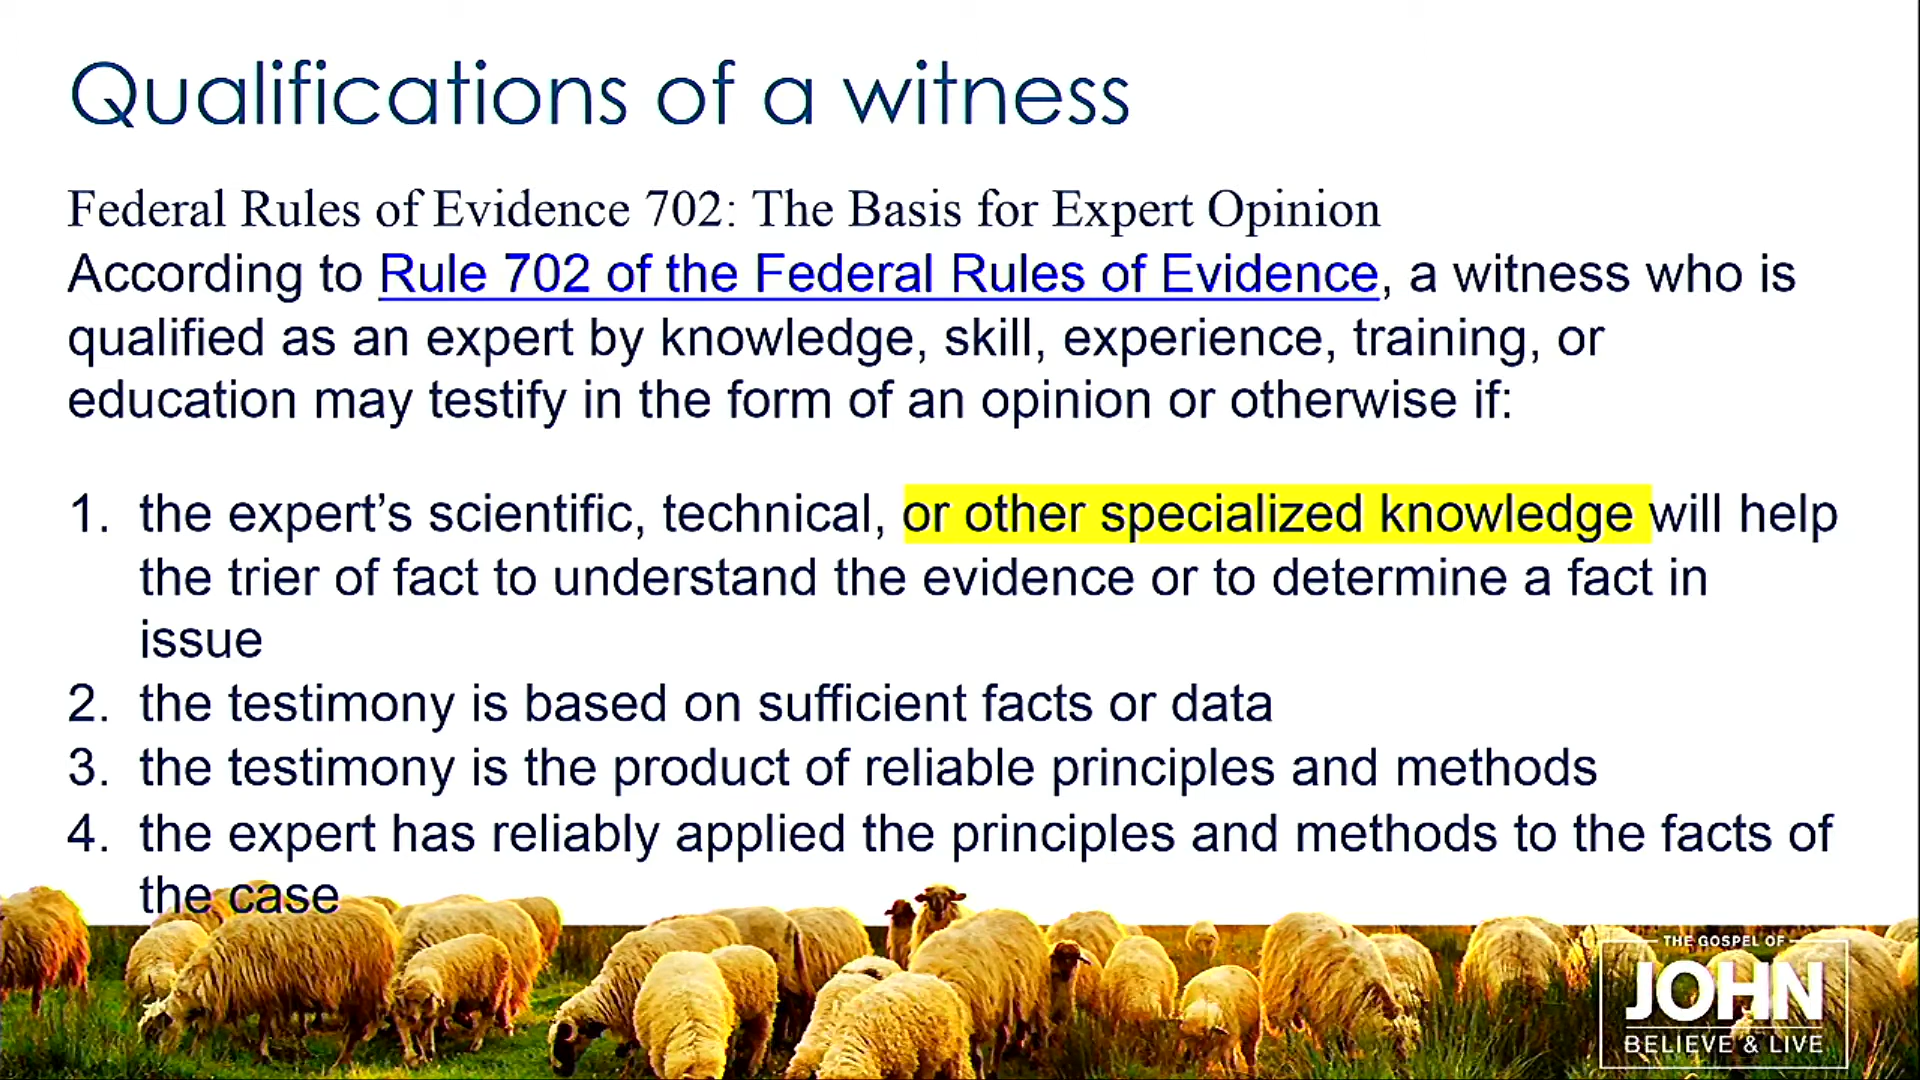 Qualifications of a witness
Federal Rules of Evidence 702: The Basis for Expert Opinion
According to Rule 702 of the Federal Rules of Evidence, a witness who is
qualified as an expert by knowledge, skill, experience, training, or
education may testify in the form of an opinion or otherwise if:
1. the expert’s scientific, technical, or other specialized knowledge will help
the trier of fact to understand the evidence or to determine a fact in
issue
2. the testimony is based on sufficient facts or data
3. the testimony is the product of reliable principles and methods
4. the expert has reliably applied the principles and methods to the facts of
the case
THE GOSPEL OF
JOHN
BELIEVE & LIVE